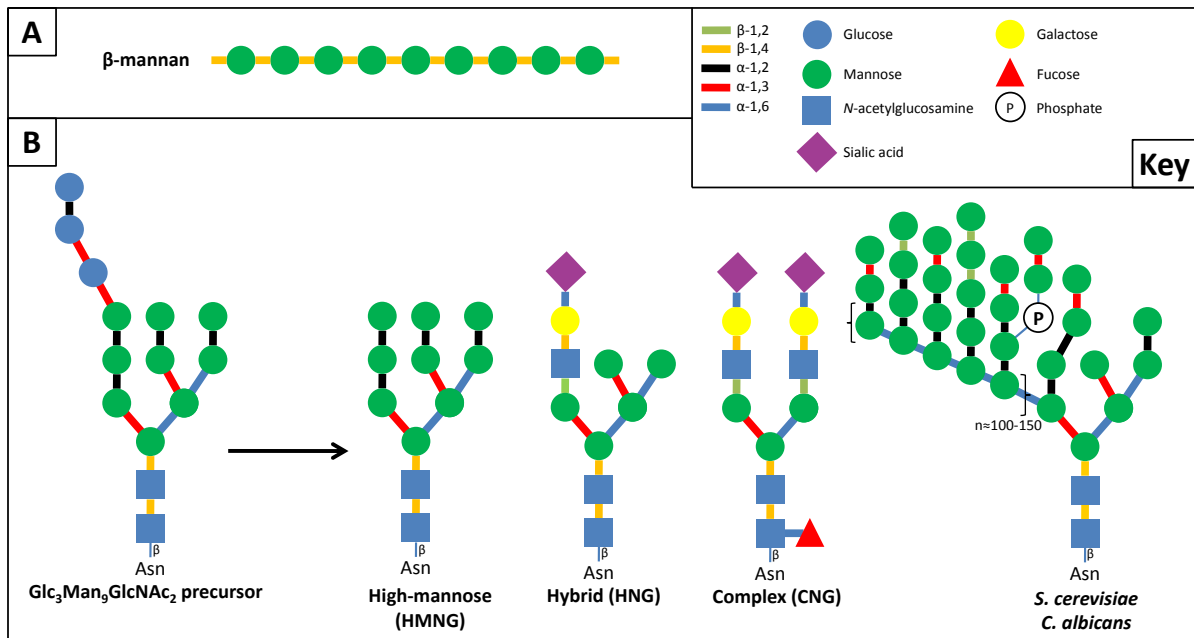 A
β-mannan
β-1,2
β-1,4
α-1,2
α-1,3
α-1,6
Glucose
Mannose
N-acetylglucosamine
Sialic acid
Galactose
Fucose
P
Phosphate
Key
B
β
Asn
Glc₃Man₉GlcNAc₂ precursor
β
Asn
High-mannose
(HMNG)
β
Asn
Hybrid (HNG)
β
Asn
Complex (CNG)
P
n≈100-150
β
Asn
S. cerevisiae
C. albicans